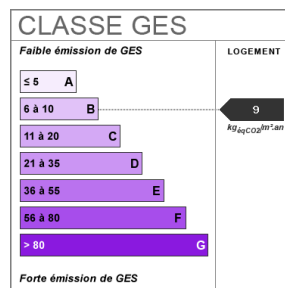 CLASSE GES
Faible émission de GES
LOGEMENT
≤ 5 A
6 à 10 B
9
kgéqCO2/m².an
11 à 20 C
21 à 35 D
36 à 55 E
56 à 80 F
> 80 G
Forte émission de GES